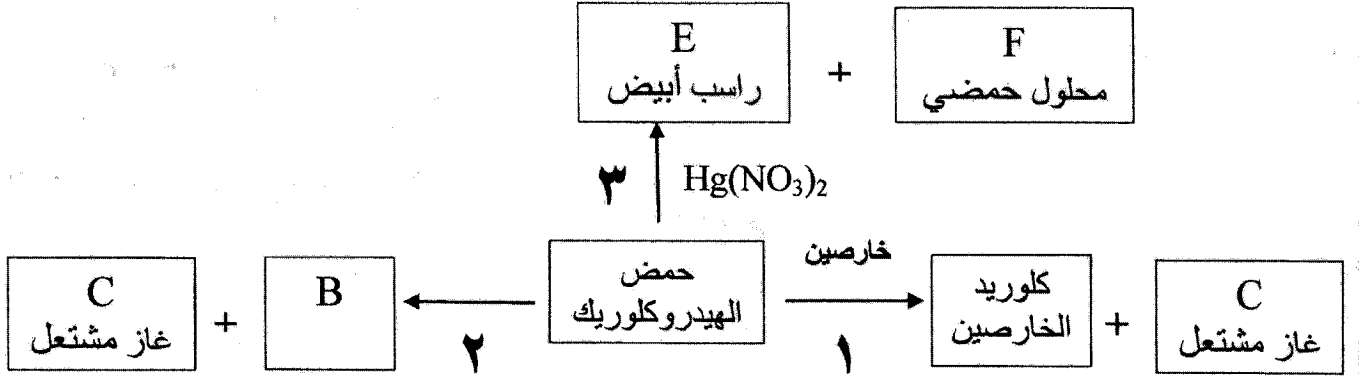 E
راسب أبيض
+
F
محلول حمضي
٣
Hg(NO₃)₂
C
غاز مشتعل
+
B
٢
حمض
الهيدروكلوريك
خارصين
١
كلوريد
الخارصين
+
C
غاز مشتعل